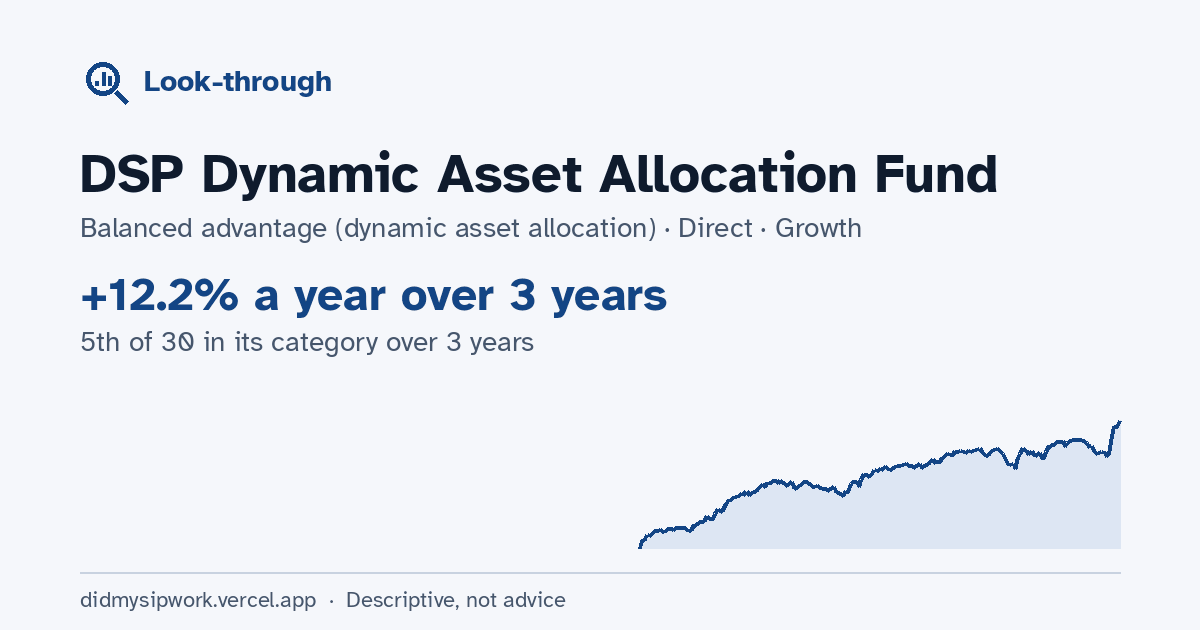 Look-through
DSP Dynamic Asset Allocation Fund
Balanced advantage (dynamic asset allocation) · Direct · Growth
+12.2% a year over 3 years
5th of 30 in its category over 3 years
didmysipwork.vercel.app · Descriptive, not advice